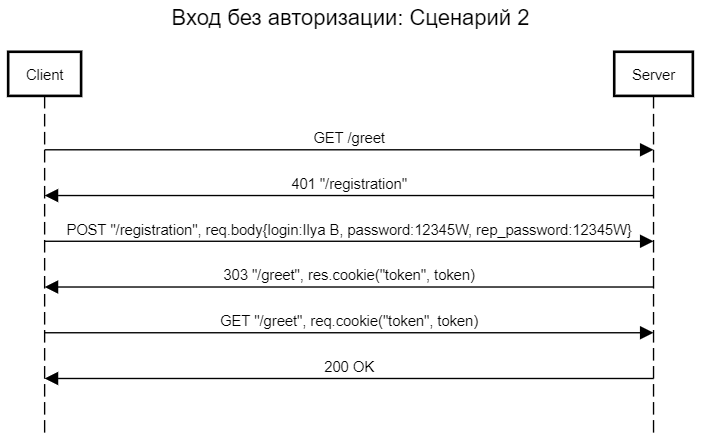 Вход без авторизации: Сценарий 2
Client
Server
GET /greet
401 "/registration"
POST "/registration", req.body{login:Ilya B, password:12345W, rep_password:12345W}
303 "/greet", res.cookie("token", token)
GET "/greet", req.cookie("token", token)
200 OK